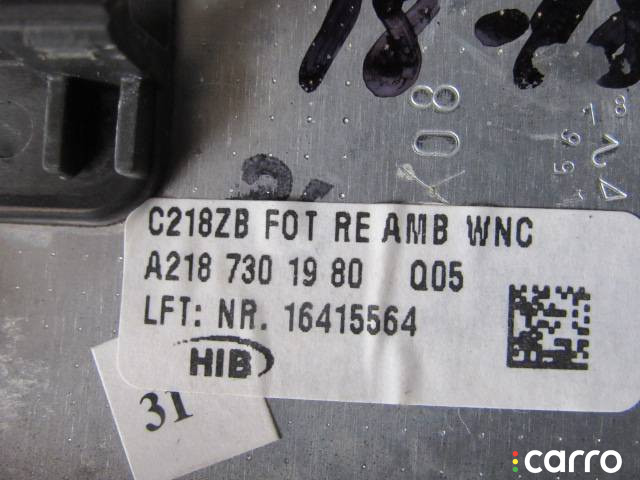 C218ZB FOT RE AMB WNC
A218 730 19 80 Q05
LFT: NR. 16415564
HIB
31
carro